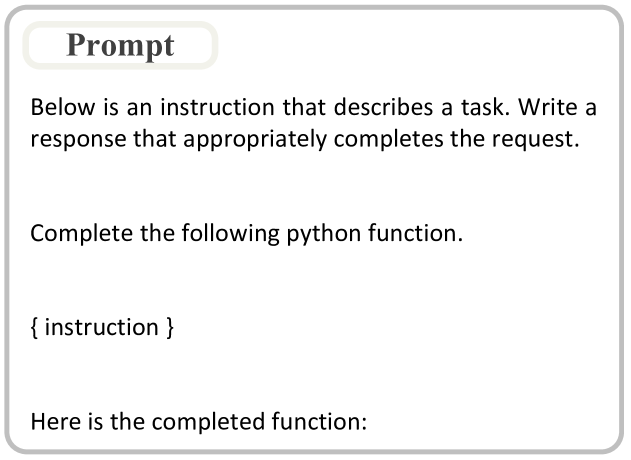 Prompt
Below is an instruction that describes a task. Write a
response that appropriately completes the request.
Complete the following python function.
{ instruction }
Here is the completed function: